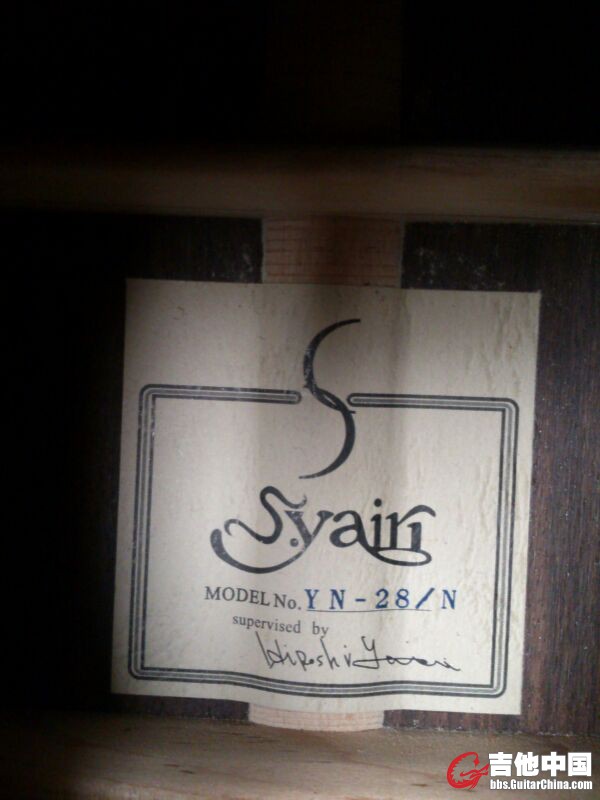 S
S.yairi
MODEL No. YN-28/N
supervised by
Hiroshi Yairi
吉他中国
bbs.GuitarChina.com